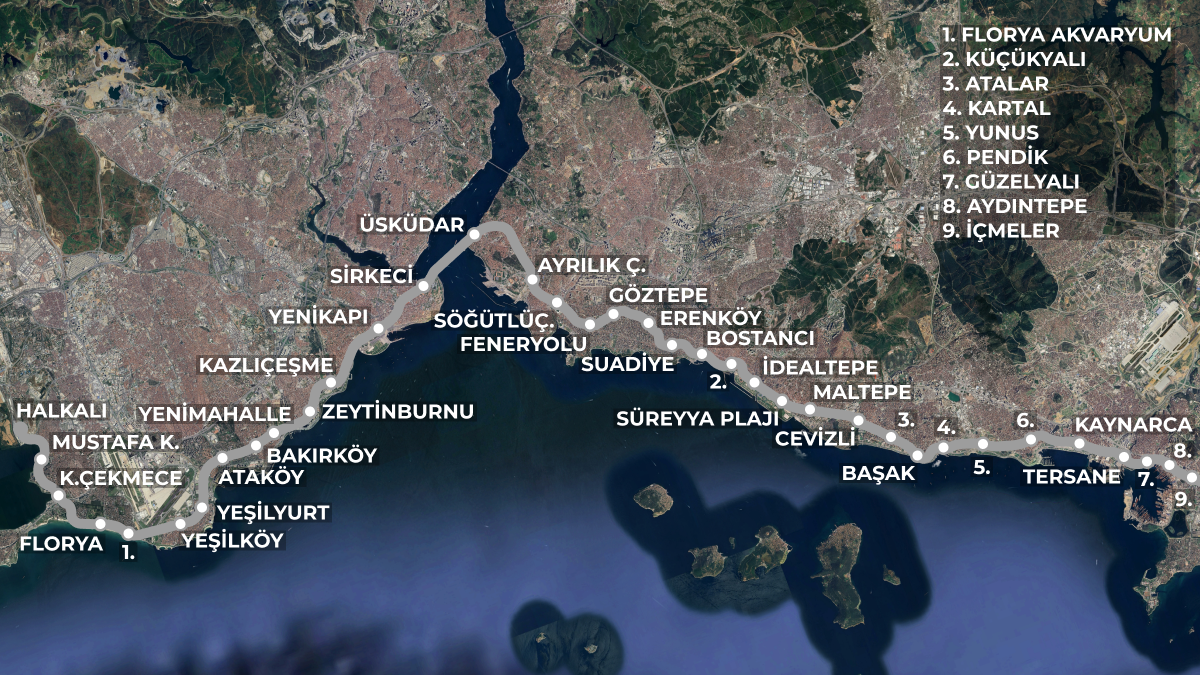 1. FLORYA AKVARYUM
2. KÜÇÜKYALI
3. ATALAR
4. KARTAL
5. YUNUS
6. PENDİK
7. GÜZELYALI
8. AYDINTEPE
9. İÇMELER
ÜSKÜDAR
SİRKECİ
AYRILIK Ç.
YENİKAPI
GÖZTEPE
SÖĞÜTLÜÇ.
ERENKÖY
FENERYOLU
BOSTANCI
KAZLIÇEŞME
SUADİYE
İDEALTEPE
2.
MALTEPE
HALKALI
YENİMAHALLE
ZEYTİNBURNU
SÜREYYA PLAJI
3.
4.
6.
KAYNARCA
MUSTAFA K.
CEVİZLİ
BAKIRKÖY
8.
K.ÇEKMECE
ATAKÖY
BAŞAK
5.
TERSANE
7.
9.
YEŞİLYURT
FLORYA
1.
YEŞİLKÖY